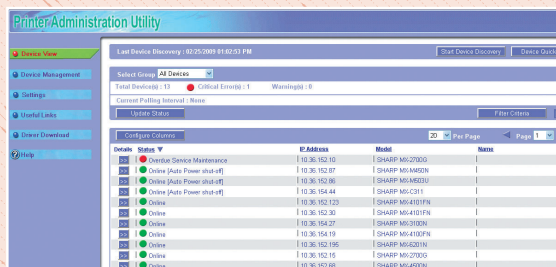 Printer Administration Utility
Device View
Last Device Discovery : 02/25/2009 01:02:53 PM
Start Device Discovery
Device Quick
Device Management
Select Group All Devices
Total Device(s) : 13 Critical Error(s) : 1 Warning(s) : 0
Settings
Current Polling Interval : None
Useful Links
Update Status
Filter Criteria
Driver Download
Configure Columns
20 Per Page
Page 1
Help
Details Status IP Address Model Name
>> Overdue Service Maintenance 10.36.152.10 SHARP MX-2700G
>> Online [Auto Power shut-off] 10.36.152.87 SHARP MX-M450N
>> Online [Auto Power shut-off] 10.36.152.86 SHARP MX-M503U
>> Online [Auto Power shut-off] 10.36.154.44 SHARP MX-C311
>> Online 10.36.152.123 SHARP MX-4101FN
>> Online 10.36.152.30 SHARP MX-4101FN
>> Online 10.36.154.27 SHARP MX-3100N
>> Online 10.36.154.19 SHARP MX-4100FN
>> Online 10.36.152.195 SHARP MX-6201N
>> Online 10.36.152.15 SHARP MX-2700G
>> Online 10.36.152.68 SHARP MX-4500N